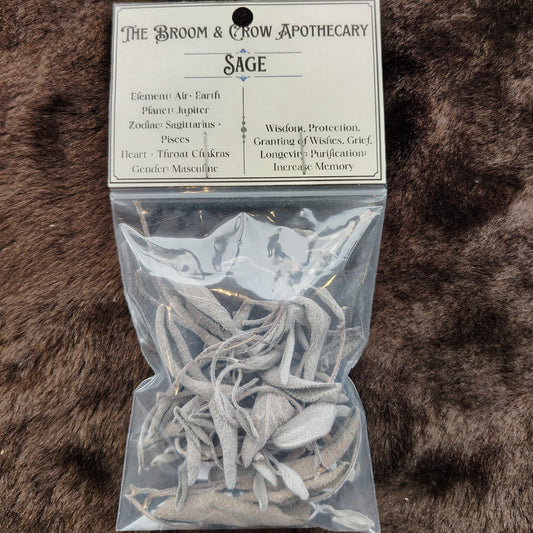 The Broom & Crow Apothecary
Sage
Element: Air - Earth
Planet: Jupiter
Zodiac: Sagittarius -
Pisces
Heart - Throat Chakras
Gender: Masculine
Wisdom, Protection,
Granting of Wishes, Grief,
Longevity; Purification;
Increase Memory